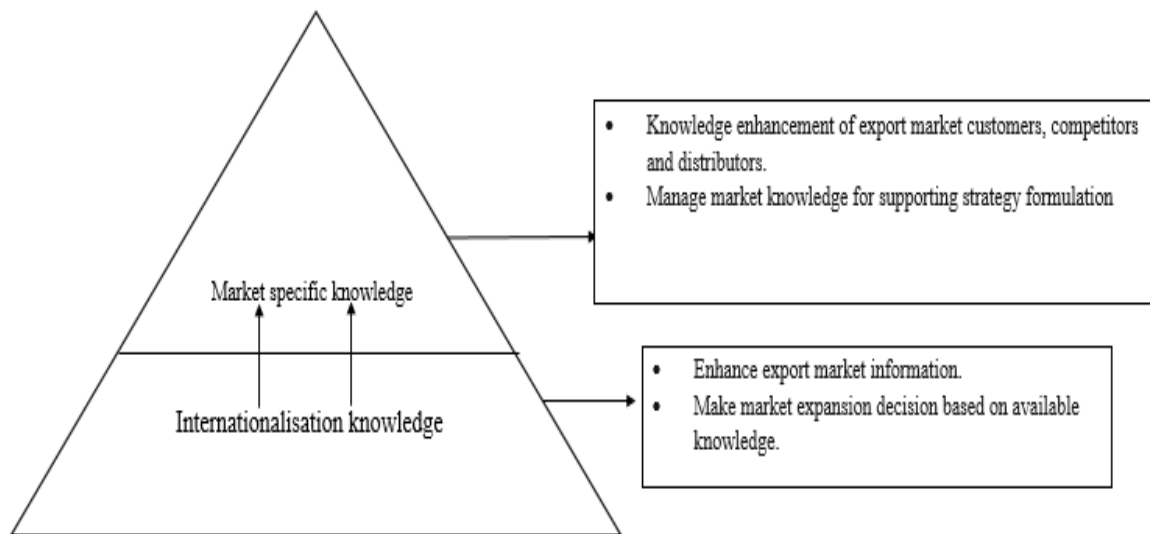 • Knowledge enhancement of export market customers, competitors
and distributors.
• Manage market knowledge for supporting strategy formulation
Market specific knowledge
• Enhance export market information.
• Make market expansion decision based on available
knowledge.
Internationalisation knowledge